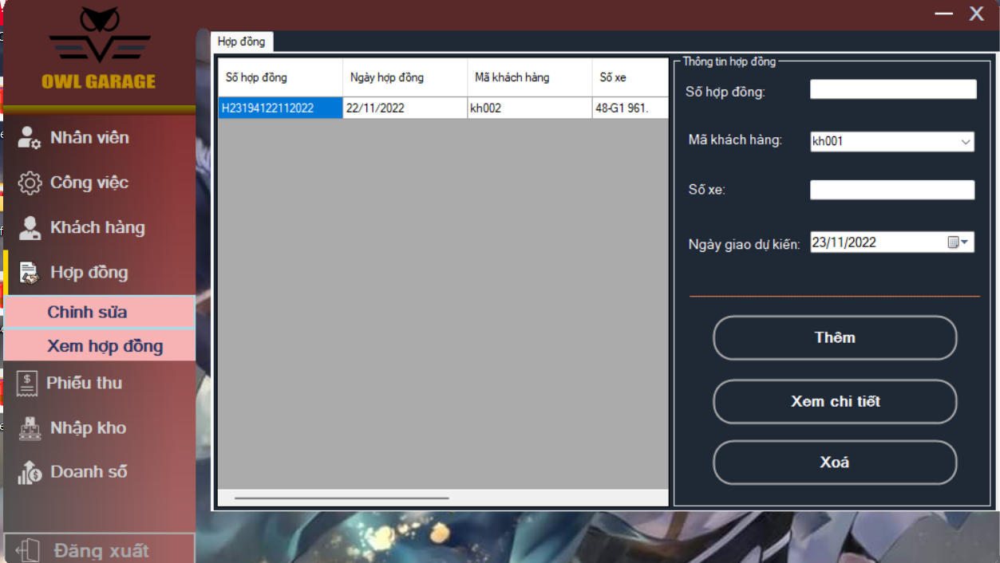 X
OWL GARAGE
Nhân viên
Công việc
Khách hàng
Hợp đồng
Chỉnh sửa
Xem hợp đồng
Phiếu thu
Nhập kho
Doanh số
Đăng xuất
Hợp đồng
Số hợp đồng Ngày hợp đồng Mã khách hàng Số xe
H23194122112022 22/11/2022 kh002 48-G1 961.
Thông tin hợp đồng
Số hợp đồng:
Mã khách hàng: kh001
Số xe:
Ngày giao dự kiến: 23/11/2022
Thêm
Xem chi tiết
Xoá